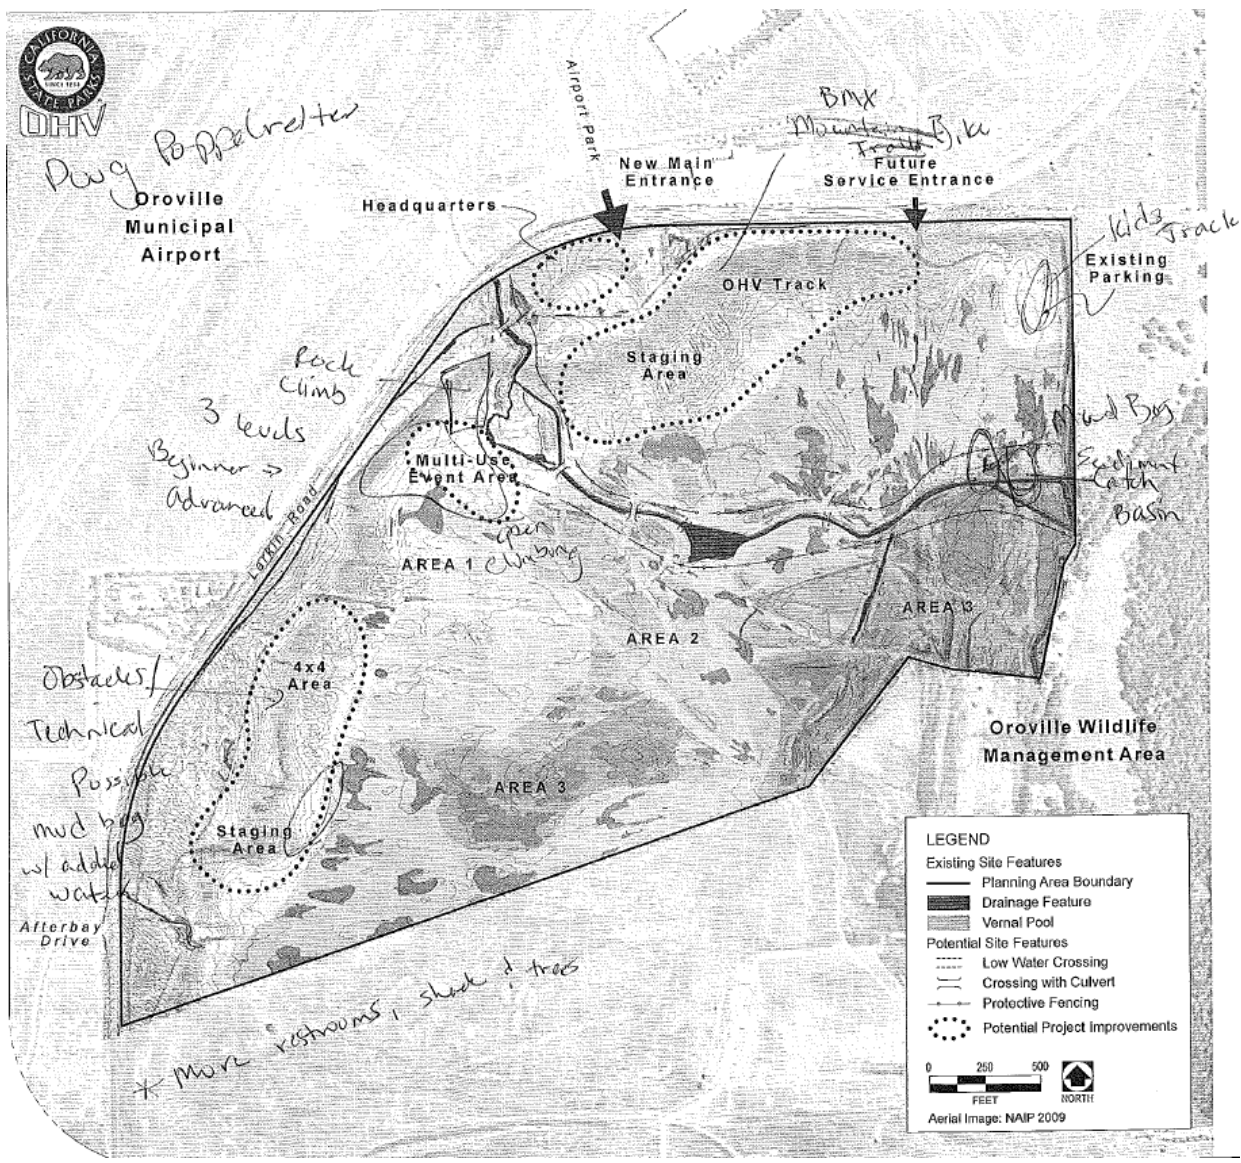 CALIFORNIA
STATE PARKS
SINCE 1864
OHV
Doug
Oroville
Municipal
Airport
Airport Park
BMX
Mountain Bike
Trails
New Main
Entrance
Future
Service Entrance
Headquarters
Kids
Track
Existing
Parking
OHV Track
Staging
Area
Rock
Climb
3 levels
Beginner →
Advanced
Larkin Road
Multi-Use
Event Area
open
climbing
Mud Bog
Sediment
Catch
Basin
AREA 1
AREA 2
AREA 3
4x4
Area
Obstacles/
Technical
Possible
mud bog
w/ added
water
Staging
Area
AREA 3
Afterbay
Drive
Oroville Wildlife
Management Area
* More restrooms, shade & trees
LEGEND
Existing Site Features
Planning Area Boundary
Drainage Feature
Vernal Pool
Potential Site Features
Low Water Crossing
Crossing with Culvert
Protective Fencing
Potential Project Improvements
0 250 500
FEET
NORTH
Aerial Image: NAIP 2009